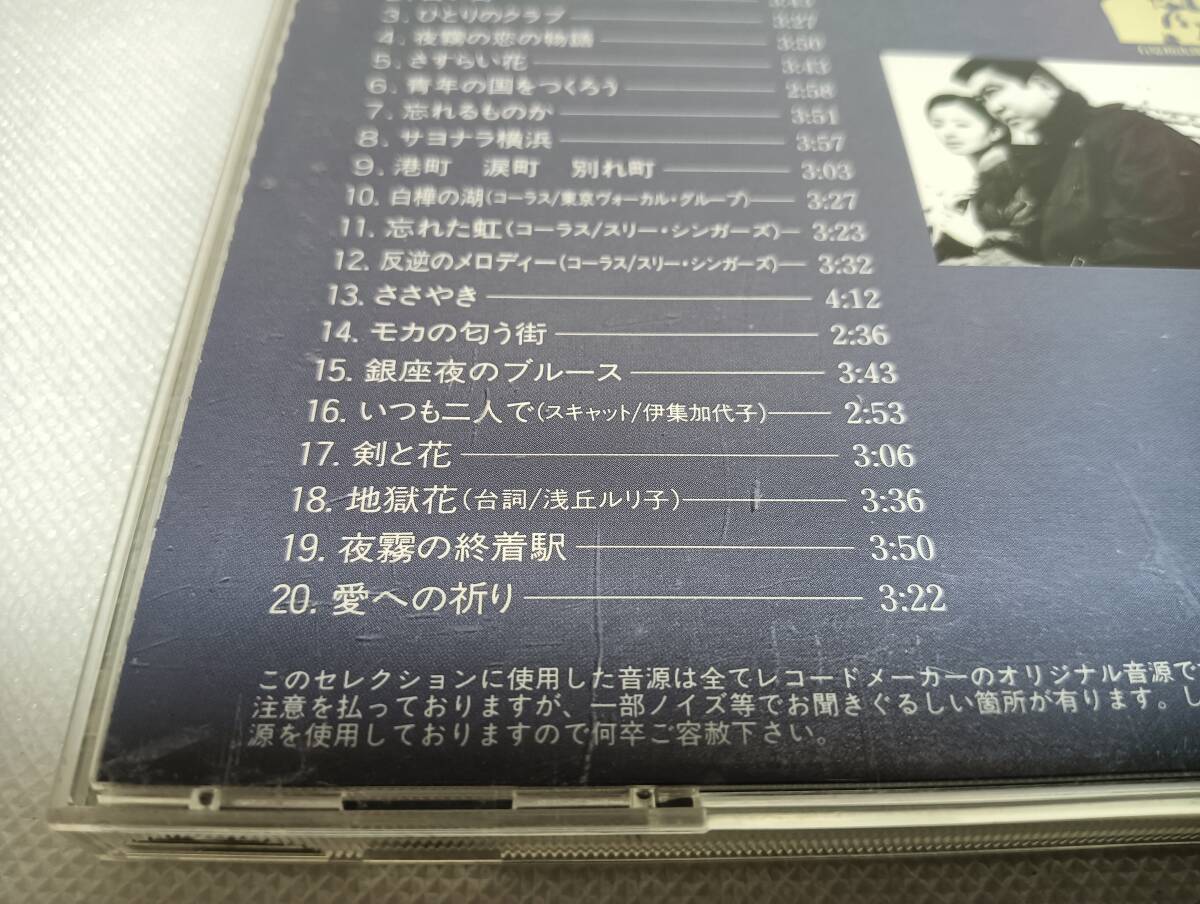 3. ひとりのクラブ 3:27
4. 夜霧の恋の物語 3:50
5. さすらい花 3:43
6. 青年の国をつくろう 2:58
7. 忘れるものか 3:51
8. サヨナラ横浜 3:57
9. 港町 涙町 別れ町 3:03
10. 白樺の湖(コーラス/東京ヴォーカル・グループ) 3:27
11. 忘れた虹(コーラス/スリー・シンガーズ) 3:23
12. 反逆のメロディー(コーラス/スリー・シンガーズ) 3:32
13. ささやき 4:12
14. モカの匂う街 2:36
15. 銀座夜のブルース 3:43
16. いつも二人で(スキャット/伊集加代子) 2:53
17. 剣と花 3:06
18. 地獄花(台詞/浅丘ルリ子) 3:36
19. 夜霧の終着駅 3:50
20. 愛への祈り 3:22
このセレクションに使用した音源は全てレコードメーカーのオリジナル音源で
注意を払っておりますが、一部ノイズ等でお聞きぐるしい箇所が有ります。し
源を使用しておりますので何卒ご容赦下さい。